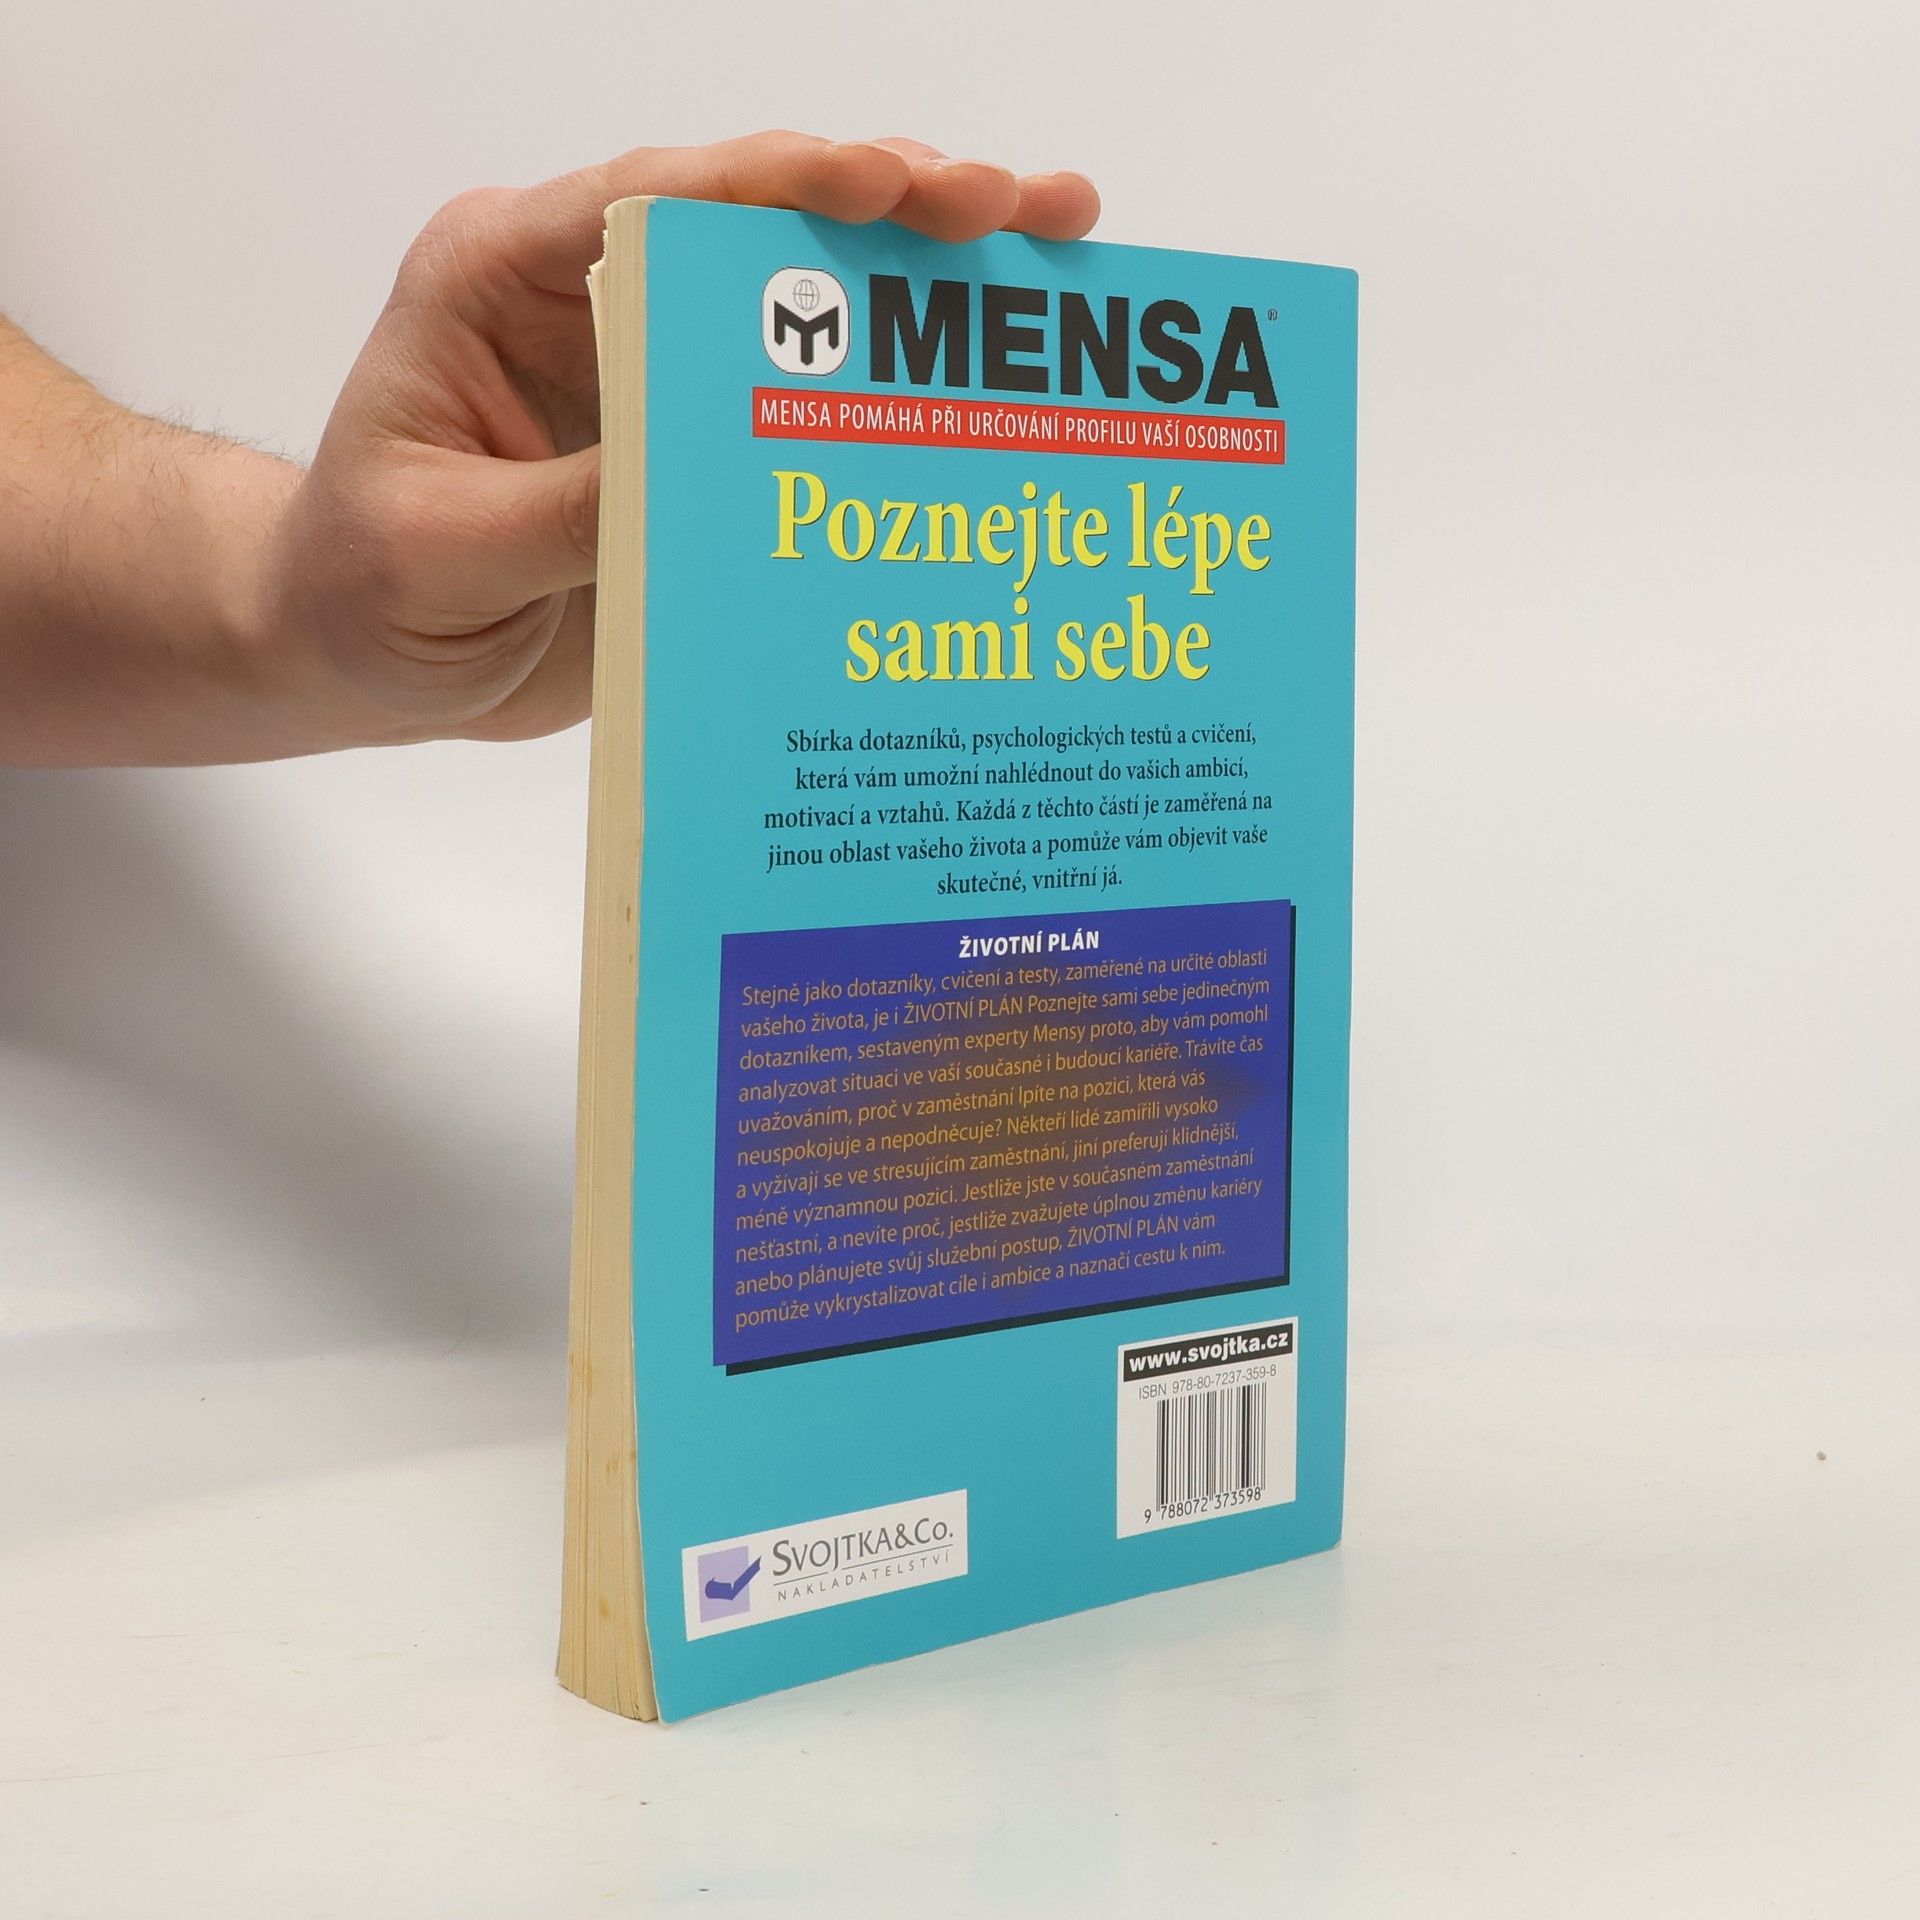 MENSA®
MENSA POMÁHÁ PŘI URČOVÁNÍ PROFILU VAŠÍ OSOBNOSTI
Poznejte lépe
sami sebe
Sbírka dotazníků, psychologických testů a cvičení,
která vám umožní nahlédnout do vašich ambicí,
motivací a vztahů. Každá z těchto částí je zaměřená na
jinou oblast vašeho života a pomůže vám objevit vaše
skutečné, vnitřní já.
ŽIVOTNÍ PLÁN
Stejně jako dotazníky, cvičení a testy, zaměřené na určité oblasti
vašeho života, je i ŽIVOTNÍ PLÁN Poznejte sami sebe jedinečným
dotazníkem, sestaveným experty Mensy proto, aby vám pomohl
analyzovat situaci ve vaší současné i budoucí kariéře. Trávíte čas
uvažováním, proč v zaměstnání lpíte na pozici, která vás
neuspokojuje a nepodněcuje? Někteří lidé zamířili vysoko
a vyžívají se ve stresujícím zaměstnání, jiní preferují klidnější,
méně významnou pozici. Jestliže jste v současném zaměstnání
nešťastní, a nevíte proč, jestliže zvažujete úplnou změnu kariéry
anebo plánujete svůj služební postup, ŽIVOTNÍ PLÁN vám
pomůže vykrystalizovat cíle i ambice a naznačí cestu k nim.
www.svojtka.cz
ISBN 978-80-7237-359-8
9 788072 373598
SVOJTKA&CO.
NAKLADATELSTVÍ